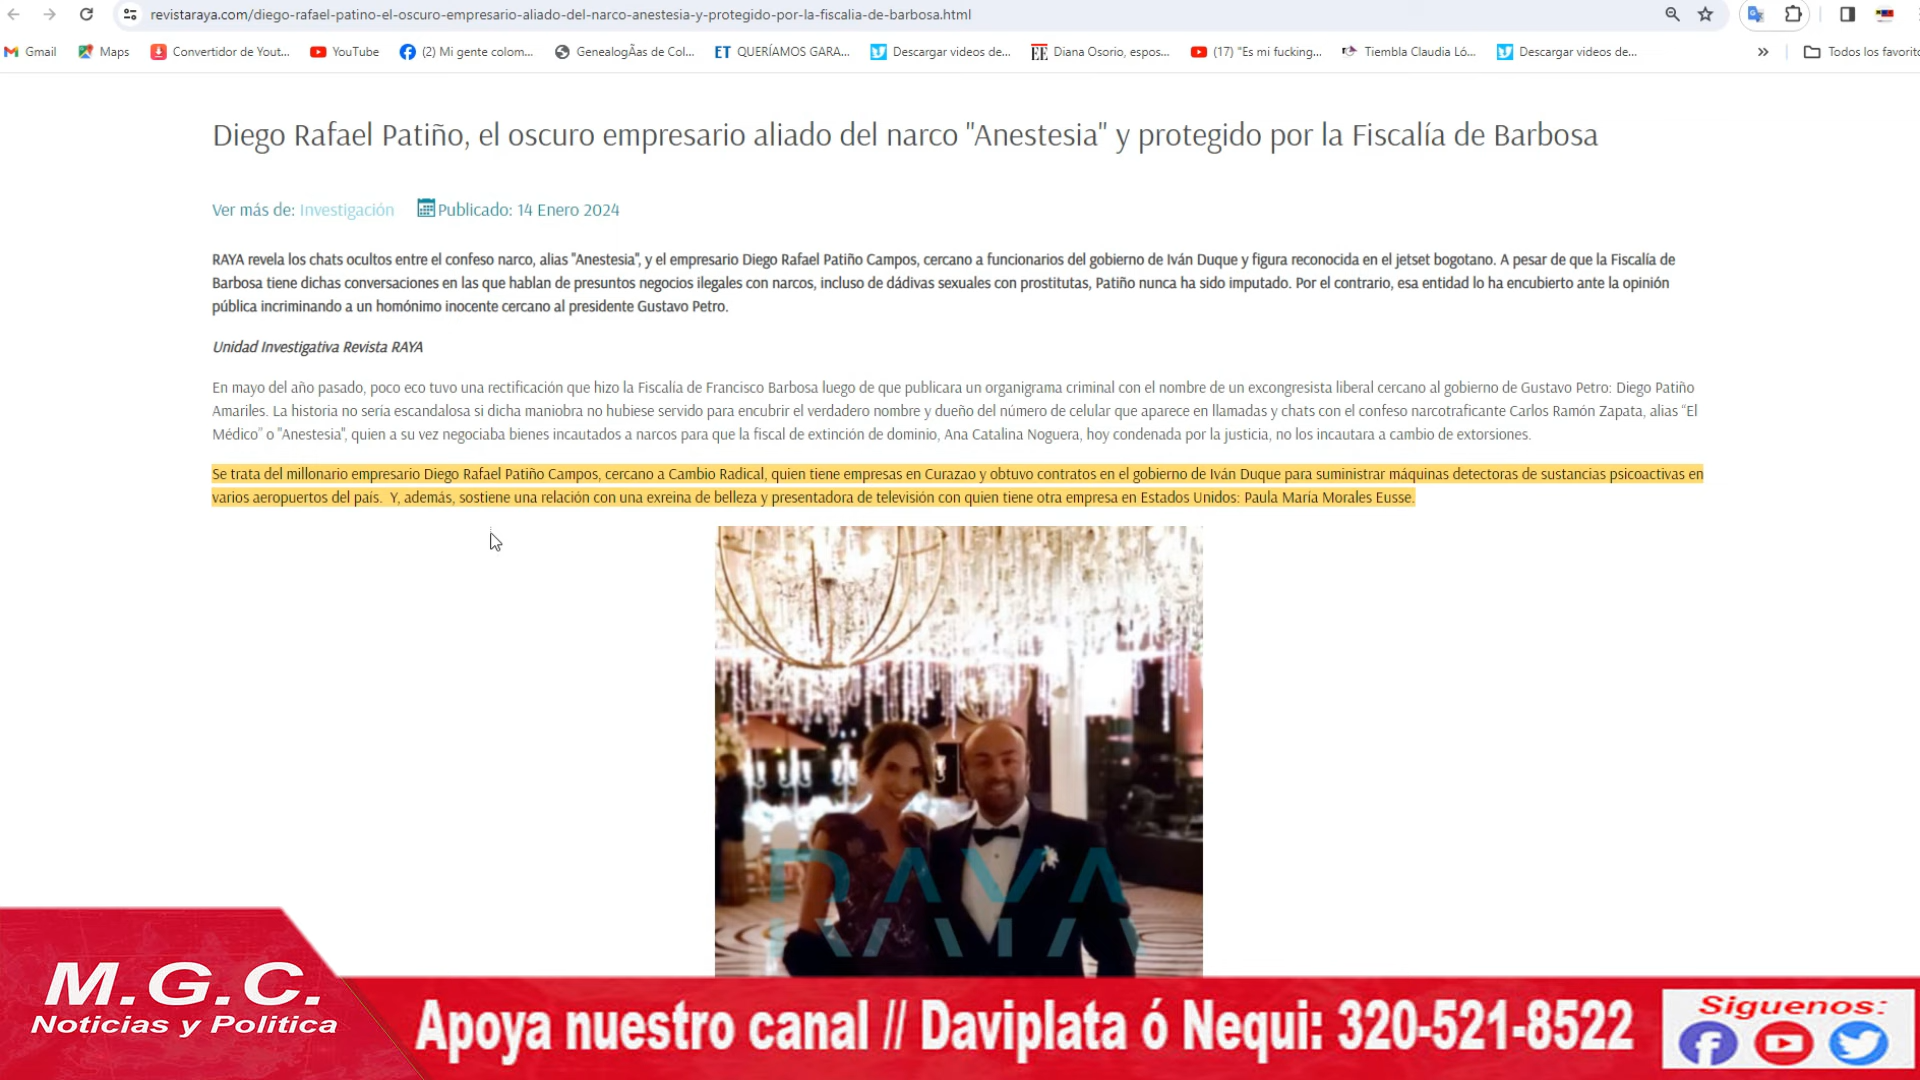 revistaraya.com/diego-rafael-patino-el-oscuro-empresario-aliado-del-narco-anestesia-y-protegido-por-la-fiscalia-de-barbosa.html
Gmail Maps Convertidor de Yout... YouTube (2) Mi gente colom... GenealogÃas de Col... ET QUERÍAMOS GARA... Descargar videos de... EE Diana Osorio, espos... (17) "Es mi fucking... Tiembla Claudia Ló... Descargar videos de... » Todos los favorito
Diego Rafael Patiño, el oscuro empresario aliado del narco "Anestesia" y protegido por la Fiscalía de Barbosa
Ver más de: Investigación Publicado: 14 Enero 2024
RAYA revela los chats ocultos entre el confeso narco, alias "Anestesia", y el empresario Diego Rafael Patiño Campos, cercano a funcionarios del gobierno de Iván Duque y figura reconocida en el jetset bogotano. A pesar de que la Fiscalía de
Barbosa tiene dichas conversaciones en las que hablan de presuntos negocios ilegales con narcos, incluso de dádivas sexuales con prostitutas, Patiño nunca ha sido imputado. Por el contrario, esa entidad lo ha encubierto ante la opinión
pública incriminando a un homónimo inocente cercano al presidente Gustavo Petro.
Unidad Investigativa Revista RAYA
En mayo del año pasado, poco eco tuvo una rectificación que hizo la Fiscalía de Francisco Barbosa luego de que publicara un organigrama criminal con el nombre de un excongresista liberal cercano al gobierno de Gustavo Petro: Diego Patiño
Amariles. La historia no sería escandalosa si dicha maniobra no hubiese servido para encubrir el verdadero nombre y dueño del número de celular que aparece en llamadas y chats con el confeso narcotraficante Carlos Ramón Zapata, alias “El
Médico” o "Anestesia", quien a su vez negociaba bienes incautados a narcos para que la fiscal de extinción de dominio, Ana Catalina Noguera, hoy condenada por la justicia, no los incautara a cambio de extorsiones.
Se trata del millonario empresario Diego Rafael Patiño Campos, cercano a Cambio Radical, quien tiene empresas en Curazao y obtuvo contratos en el gobierno de Iván Duque para suministrar máquinas detectoras de sustancias psicoactivas en
varios aeropuertos del país. Y, además, sostiene una relación con una exreina de belleza y presentadora de televisión con quien tiene otra empresa en Estados Unidos: Paula María Morales Eusse.
RAYA
M.G.C.
Noticias y Politica
Apoya nuestro canal // Daviplata ó Nequi: 320-521-8522
Siguenos: